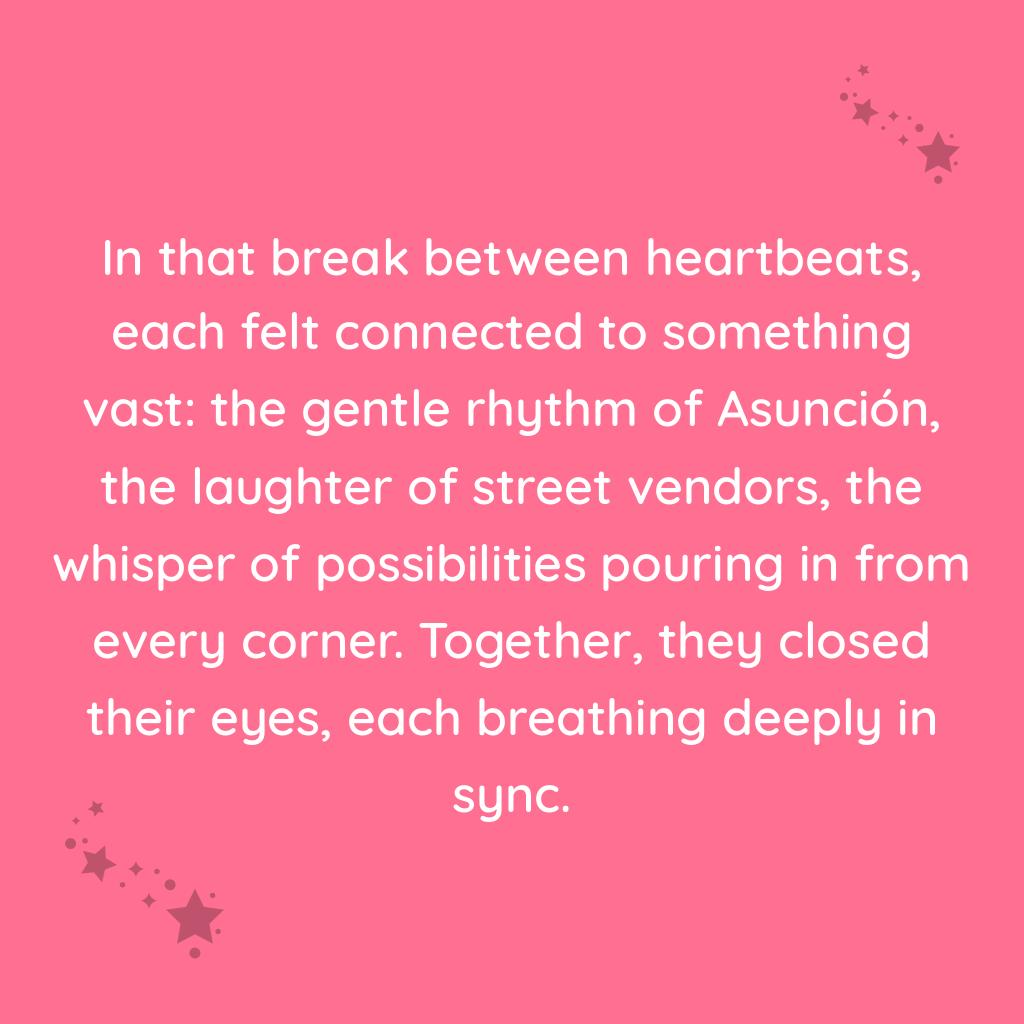 In that break between heartbeats,
each felt connected to something
vast: the gentle rhythm of Asunción,
the laughter of street vendors, the
whisper of possibilities pouring in from
every corner. Together, they closed
their eyes, each breathing deeply in
sync.